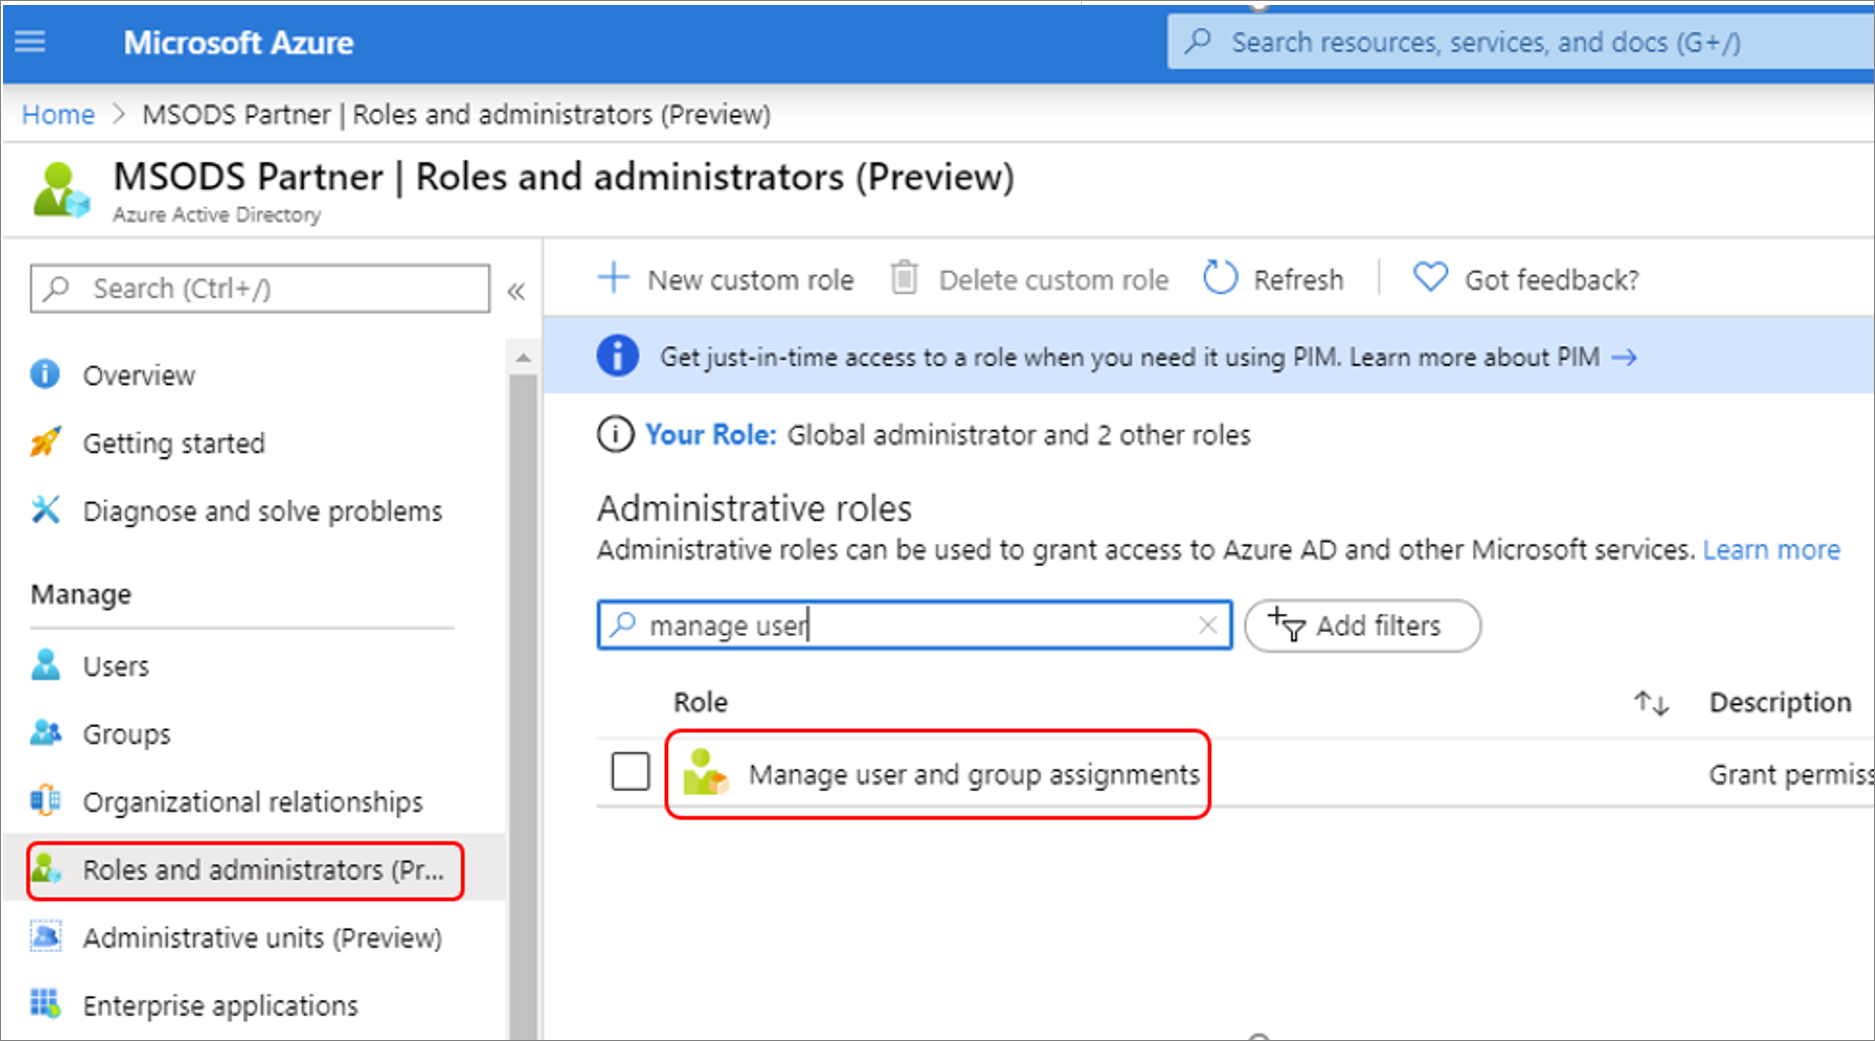 Microsoft Azure
Search resources, services, and docs (G+/)
Home > MSODS Partner | Roles and administrators (Preview)
MSODS Partner | Roles and administrators (Preview)
Azure Active Directory
Search (Ctrl+/)
«
New custom role
Delete custom role
Refresh
Got feedback?
Get just-in-time access to a role when you need it using PIM. Learn more about PIM →
Your Role: Global administrator and 2 other roles
Administrative roles
Administrative roles can be used to grant access to Azure AD and other Microsoft services. Learn more
manage user
Add filters
Role
Description
Manage user and group assignments
Grant permiss
Overview
Getting started
Diagnose and solve problems
Manage
Users
Groups
Organizational relationships
Roles and administrators (Pr...
Administrative units (Preview)
Enterprise applications